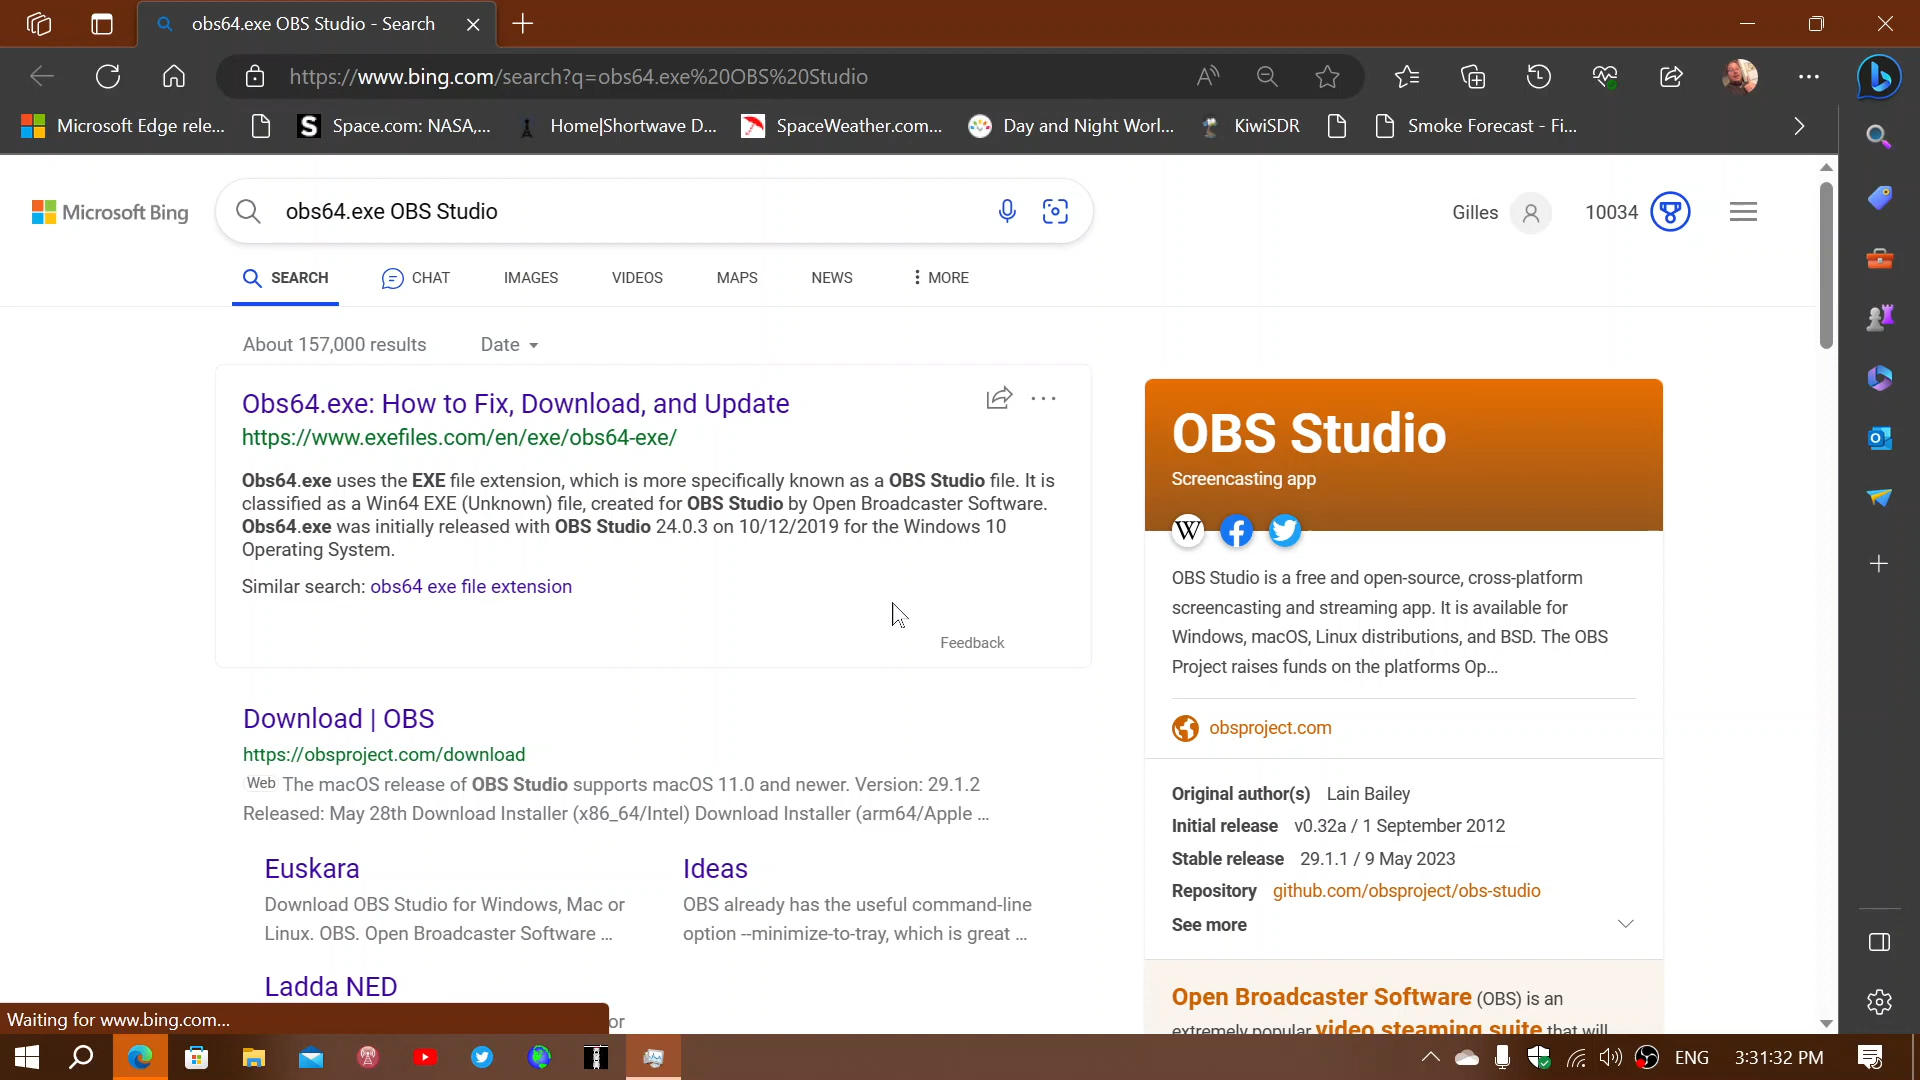 obs64.exe OBS Studio - Search
https://www.bing.com/search?q=obs64.exe%20OBS%20Studio
Microsoft Edge rele...
Space.com: NASA,...
Home|Shortwave D...
SpaceWeather.com...
Day and Night Worl...
KiwiSDR
Smoke Forecast - Fi...
Microsoft Bing
obs64.exe OBS Studio
Gilles
10034
SEARCH
CHAT
IMAGES
VIDEOS
MAPS
NEWS
MORE
About 157,000 results
Date
Obs64.exe: How to Fix, Download, and Update
https://www.exefiles.com/en/exe/obs64-exe/
Obs64.exe uses the EXE file extension, which is more specifically known as a OBS Studio file. It is
classified as a Win64 EXE (Unknown) file, created for OBS Studio by Open Broadcaster Software.
Obs64.exe was initially released with OBS Studio 24.0.3 on 10/12/2019 for the Windows 10
Operating System.
Similar search: obs64 exe file extension
Feedback
Download | OBS
https://obsproject.com/download
Web The macOS release of OBS Studio supports macOS 11.0 and newer. Version: 29.1.2
Released: May 28th Download Installer (x86_64/Intel) Download Installer (arm64/Apple ...
Euskara
Download OBS Studio for Windows, Mac or
Linux. OBS. Open Broadcaster Software ...
Ideas
OBS already has the useful command-line
option --minimize-to-tray, which is great ...
Ladda NED
or
OBS Studio
Screencasting app
W
OBS Studio is a free and open-source, cross-platform
screencasting and streaming app. It is available for
Windows, macOS, Linux distributions, and BSD. The OBS
Project raises funds on the platforms Op...
obsproject.com
Original author(s) Lain Bailey
Initial release v0.32a / 1 September 2012
Stable release 29.1.1 / 9 May 2023
Repository github.com/obsproject/obs-studio
See more
Open Broadcaster Software (OBS) is an
extremely popular video steaming suite that will
Waiting for www.bing.com...
ENG
3:31:32 PM